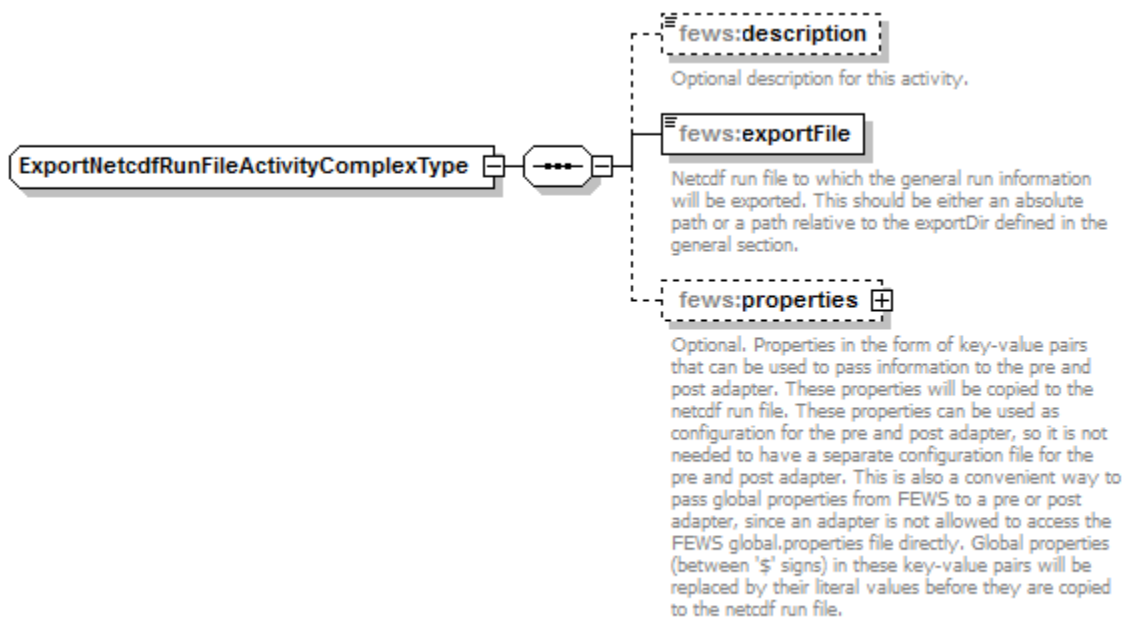 fews:description
Optional description for this activity.
fews:exportFile
ExportNetcdfRunFileActivityComplexType
Netcdf run file to which the general run information
will be exported. This should be either an absolute
path or a path relative to the exportDir defined in the
general section.
fews:properties
Optional. Properties in the form of key-value pairs
that can be used to pass information to the pre and
post adapter. These properties will be copied to the
netcdf run file. These properties can be used as
configuration for the pre and post adapter, so it is not
needed to have a separate configuration file for the
pre and post adapter. This is also a convenient way to
pass global properties from FEWS to a pre or post
adapter, since an adapter is not allowed to access the
FEWS global.properties file directly. Global properties
(between '$' signs) in these key-value pairs will be
replaced by their literal values before they are copied
to the netcdf run file.